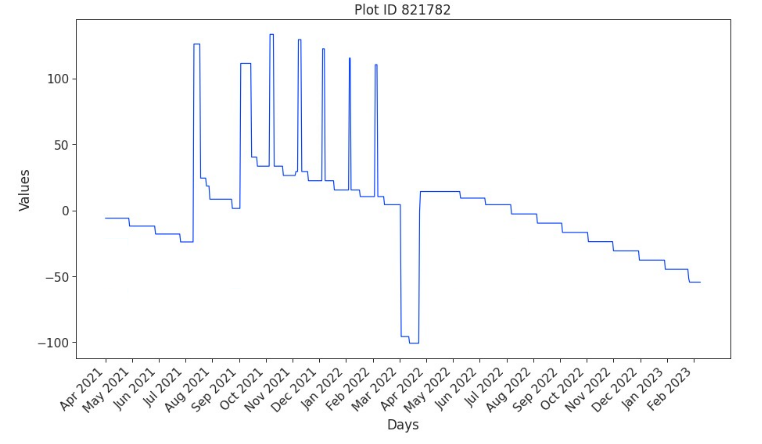 Plot ID 821782
Values
100
50
0
−50
−100
Apr 2021
May 2021
Jun 2021
Jul 2021
Aug 2021
Sep 2021
Oct 2021
Nov 2021
Dec 2021
Jan 2022
Feb 2022
Mar 2022
Apr 2022
May 2022
Jun 2022
Jul 2022
Aug 2022
Sep 2022
Oct 2022
Nov 2022
Dec 2022
Jan 2023
Feb 2023
Days